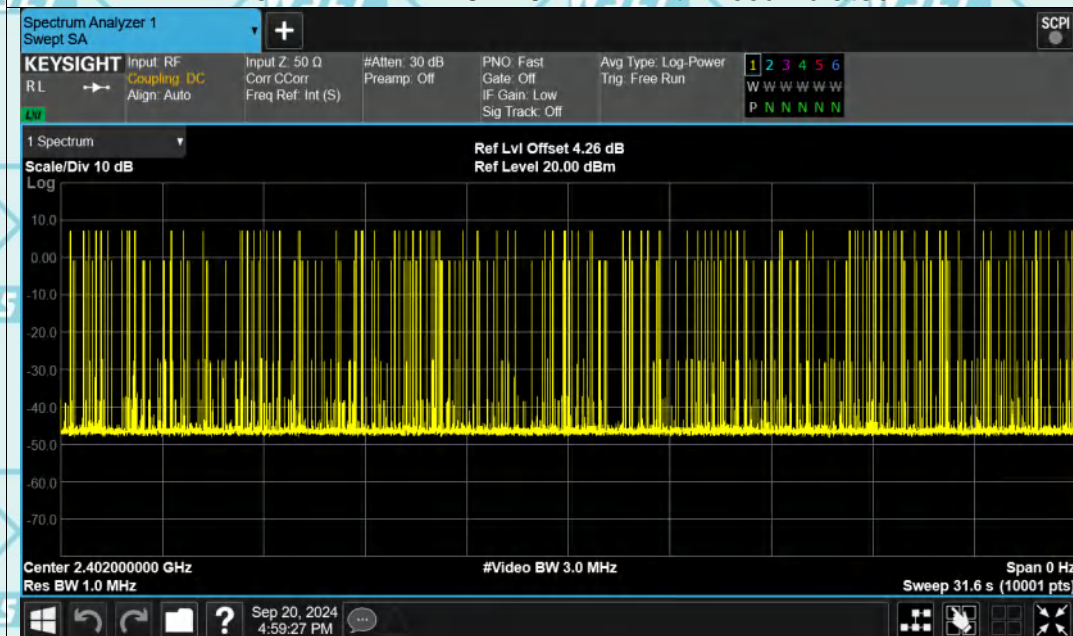 Spectrum Analyzer 1
Swept SA
+
SCPI
KEYSIGHT
R L
LXI
Input: RF
Coupling: DC
Align: Auto
Input Z: 50 Ω
Corr CCorr
Freq Ref: Int (S)
#Atten: 30 dB
Preamp: Off
PNO: Fast
Gate: Off
IF Gain: Low
Sig Track: Off
Avg Type: Log-Power
Trig: Free Run
1 2 3 4 5 6
W W W W W W
P N N N N N
1 Spectrum
Scale/Div 10 dB
Log
Ref Lvl Offset 4.26 dB
Ref Level 20.00 dBm
10.0
0.00
-10.0
-20.0
-30.0
-40.0
-50.0
-60.0
-70.0
Center 2.402000000 GHz
#Video BW 3.0 MHz
Span 0 Hz
Res BW 1.0 MHz
Sweep 31.6 s (10001 pts)
?
Sep 20, 2024
4:59:27 PM